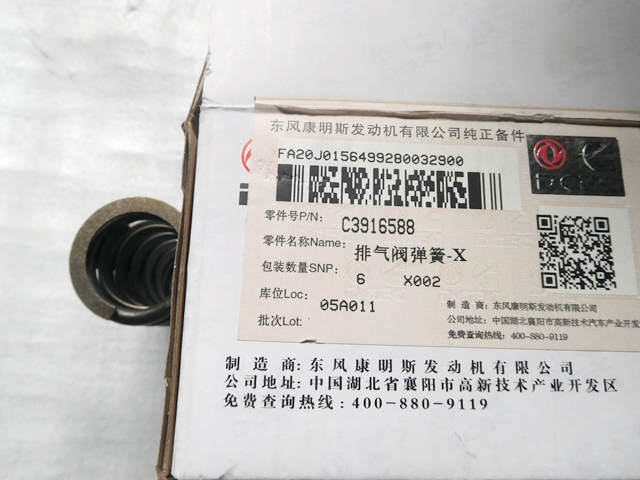 东风康明斯发动机有限公司纯正备件
FA20J0156499280032900
零件号P/N: C3916588
零件名称Name: 排气阀弹簧-X
包装数量SNP: 6 X002
库位Loc: 05A011
批次Lot:
制 造 商: 东风康明斯发动机有限公司
公司地址: 中国湖北襄阳市高新技术汽车产业开发
免费查询热线: 400-880-9119
制 造 商: 东风康明斯发动机有限公司
公司地址: 中国湖北省襄阳市高新技术产业开发区
免费查询热线: 400-880-9119